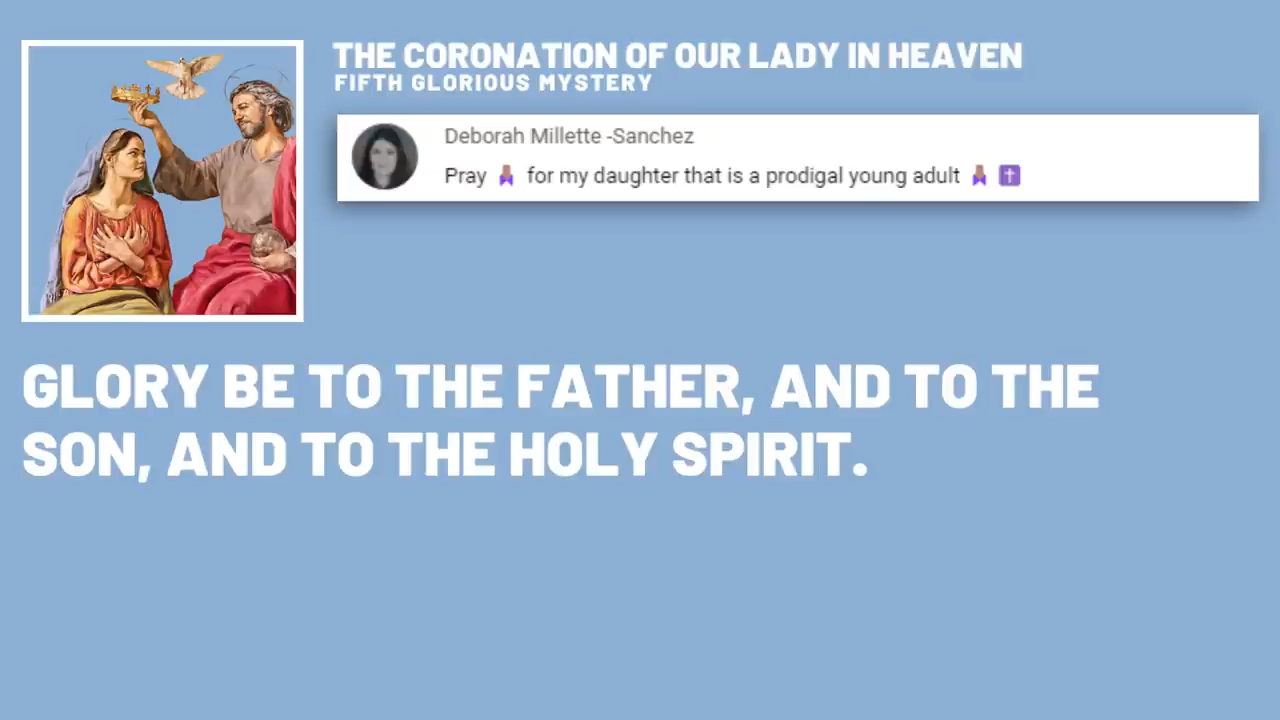 THE CORONATION OF OUR LADY IN HEAVEN
FIFTH GLORIOUS MYSTERY
Deborah Millette -Sanchez
Pray for my daughter that is a prodigal young adult
GLORY BE TO THE FATHER, AND TO THE
SON, AND TO THE HOLY SPIRIT.